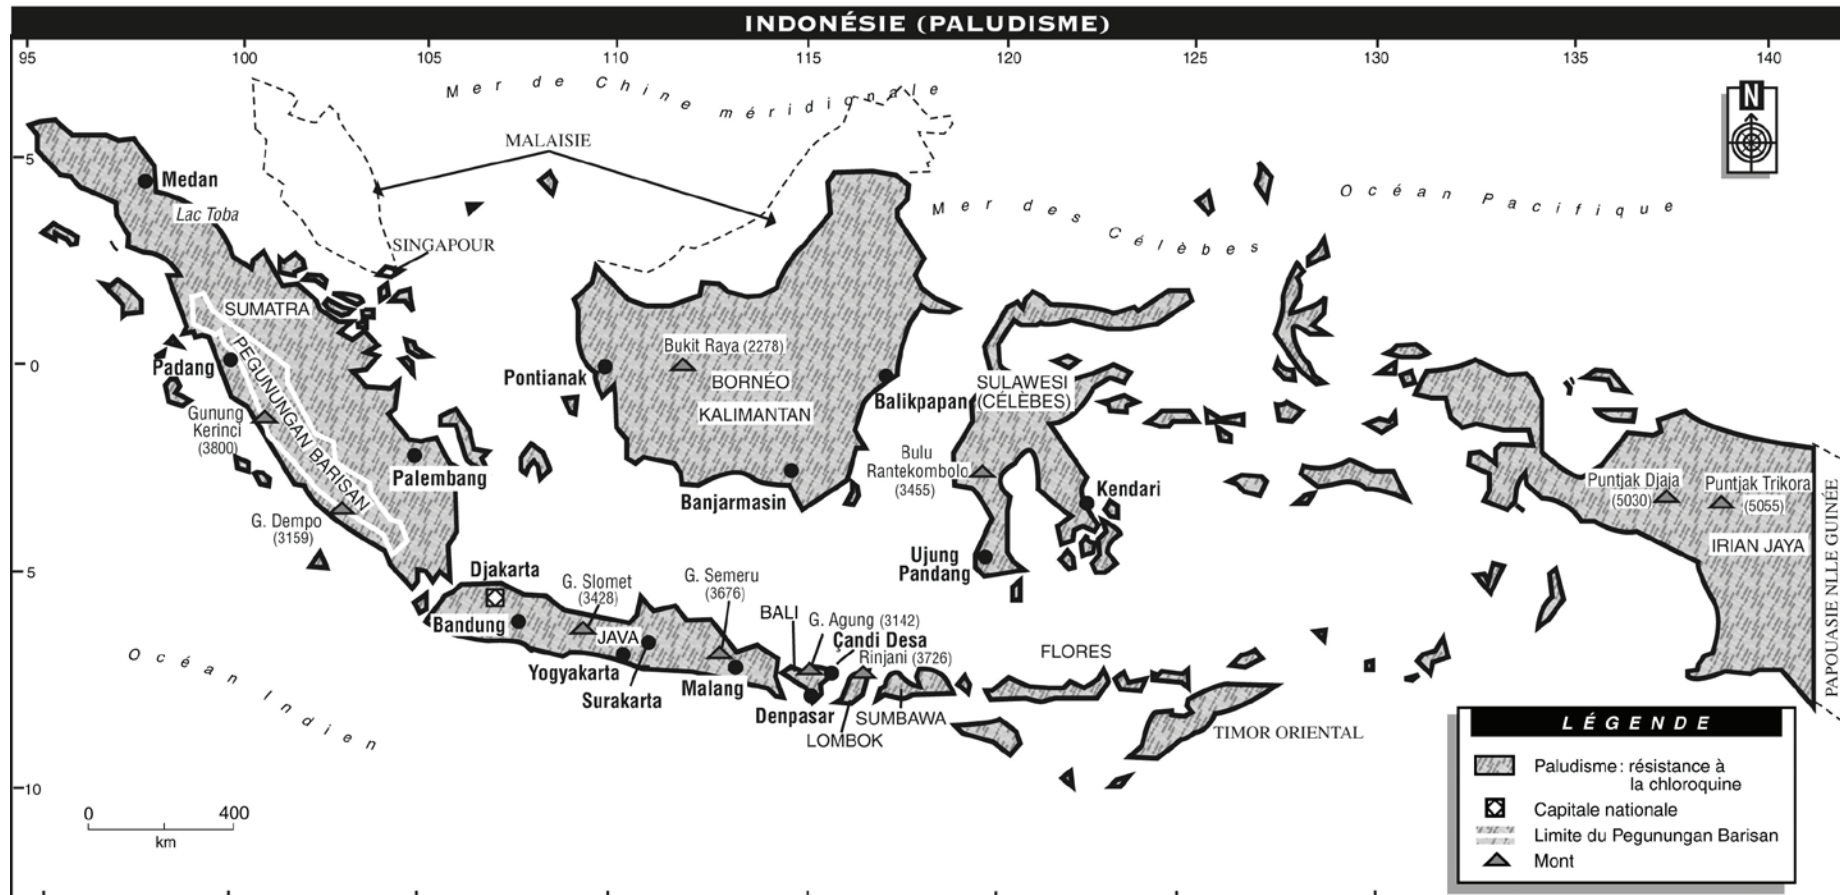 INDONÉSIE (PALUDISME)
95 100 105 110 115 120 125 130 135 140
Mer de Chine méridionale
N
MALAISIE
5
Medan
Océan Pacifique
Lac Toba
Mer des Célèbes
SINGAPOUR
SUMATRA
Bukit Raya (2278)
0
Padang
PEGUNUNGAN BARISAN
Pontianak
BORNÉO
SULAWESI
(CÉLÈBES)
Balikpapan
KALIMANTAN
Gunung
Kerinci
(3800)
Bulu
Rantekombolo
(3455)
Palembang
Banjarmasin
Kendari
Puntjak Djaja
(5030)
Puntjak Trikora
(5055)
G. Dempo
(3159)
IRIAN JAYA
PAPOUASIE NLLE GUINÉE
Ujung
Pandang
5
Djakarta
G. Slomet
(3428)
G. Semeru
(3676)
BALI
G. Agung (3142)
Bandung
JAVA
Çandi Desa
Rinjani (3726)
FLORES
Océan Indien
Yogyakarta
Surakarta
Malang
Denpasar
SUMBAWA
LOMBOK
TIMOR ORIENTAL
10
0 400
km
LÉGENDE
Paludisme : résistance à
la chloroquine
Capitale nationale
Limite du Pegunungan Barisan
Mont